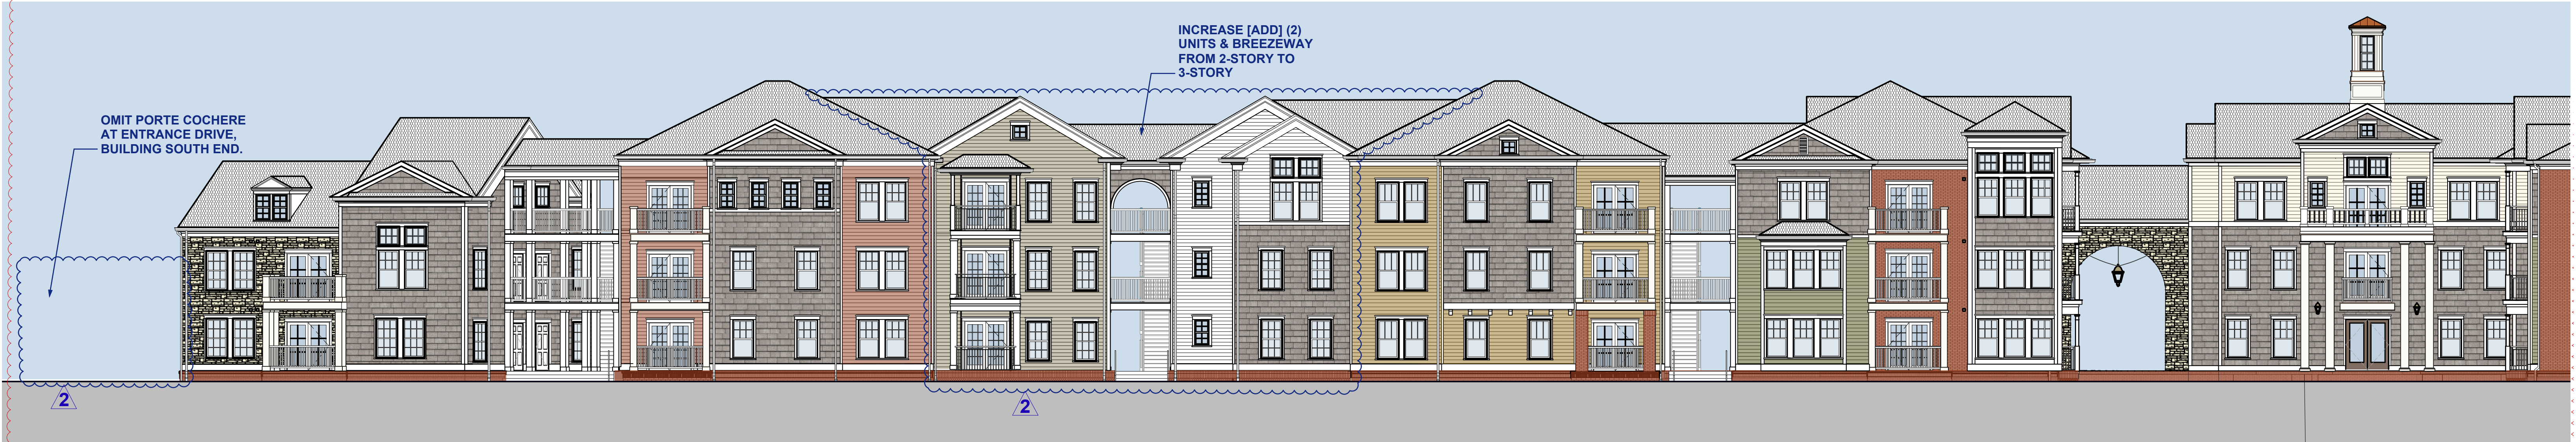 INCREASE [ADD] (2)
UNITS & BREEZEWAY
FROM 2-STORY TO
3-STORY
OMIT PORTE COCHERE
AT ENTRANCE DRIVE,
BUILDING SOUTH END.
2
2